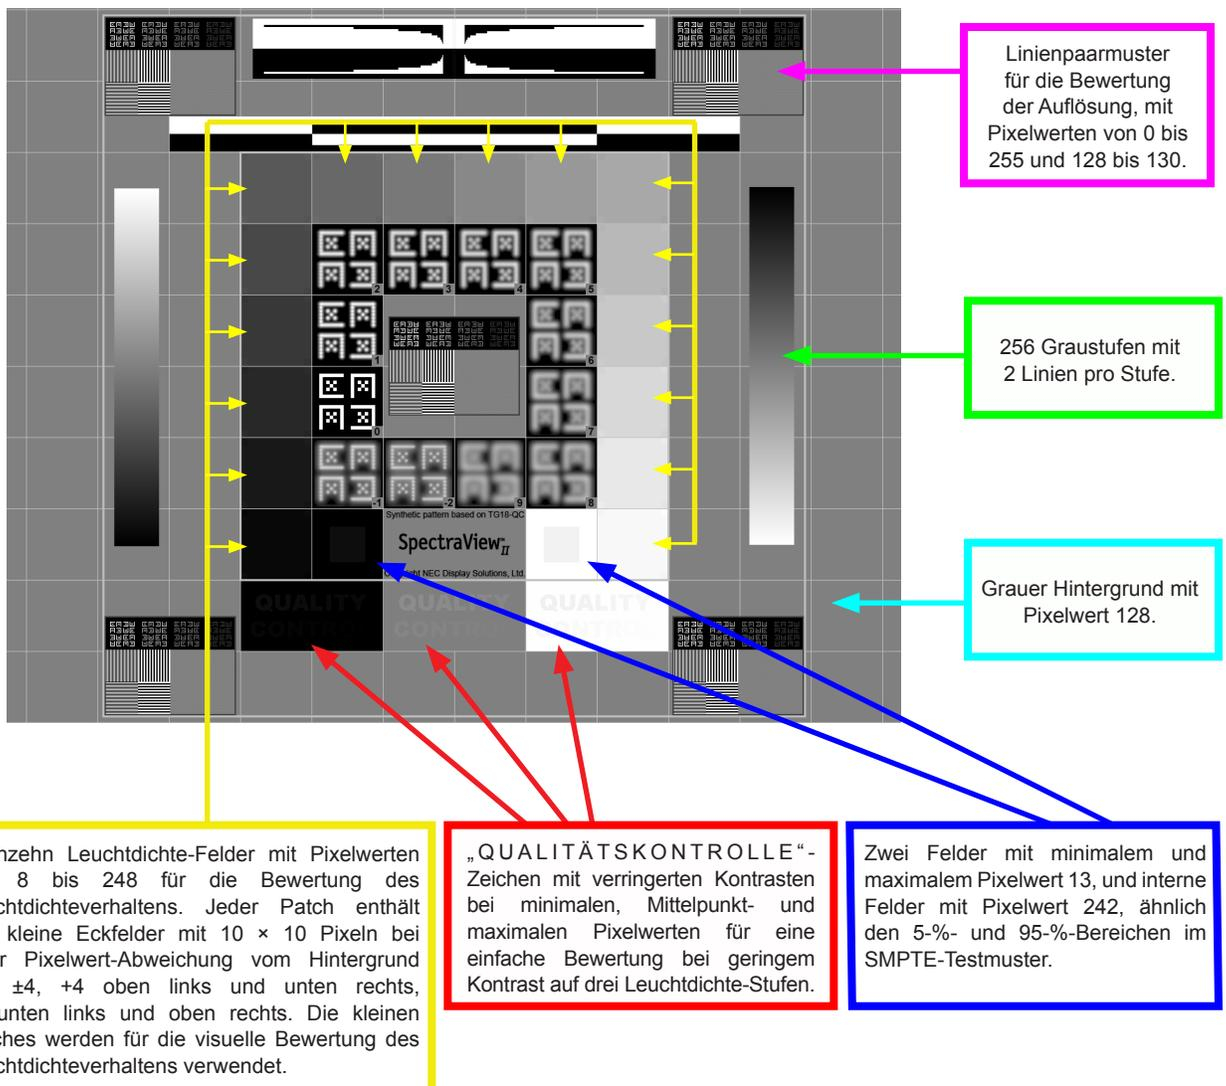 Linienpaarmuster
für die Bewertung
der Auflösung, mit
Pixelwerten von 0 bis
255 und 128 bis 130.
2
3
4
5
1
6
0
7
256 Graustufen mit
2 Linien pro Stufe.
-1
-2
9
8
Synthetic pattern based on TG18-QC
SpectraView II
NEC Display Solutions, Ltd.
Grauer Hintergrund mit
Pixelwert 128.
QUALITY QUALITY QUALITY
CONTROL CONTROL CONTROL
Leuchtdichte-Felder mit Pixelwerten
8 bis 248 für die Bewertung des
Jeder Patch enthält
kleine Eckfelder mit 10 × 10 Pixeln bei
Pixelwert-Abweichung vom Hintergrund
±4, +4 oben links und unten rechts,
unten links und oben rechts. Die kleinen
werden für die visuelle Bewertung des
verwendet.
„QUALITÄTSKONTROLLE“-
Zeichen mit verringerten Kontrasten
bei minimalen, Mittelpunkt- und
maximalen Pixelwerten für eine
einfache Bewertung bei geringem
Kontrast auf drei Leuchtdichte-Stufen.
Zwei Felder mit minimalem und
maximalem Pixelwert 13, und interne
Felder mit Pixelwert 242, ähnlich
den 5-%- und 95-%-Bereichen im
SMPTE-Testmuster.